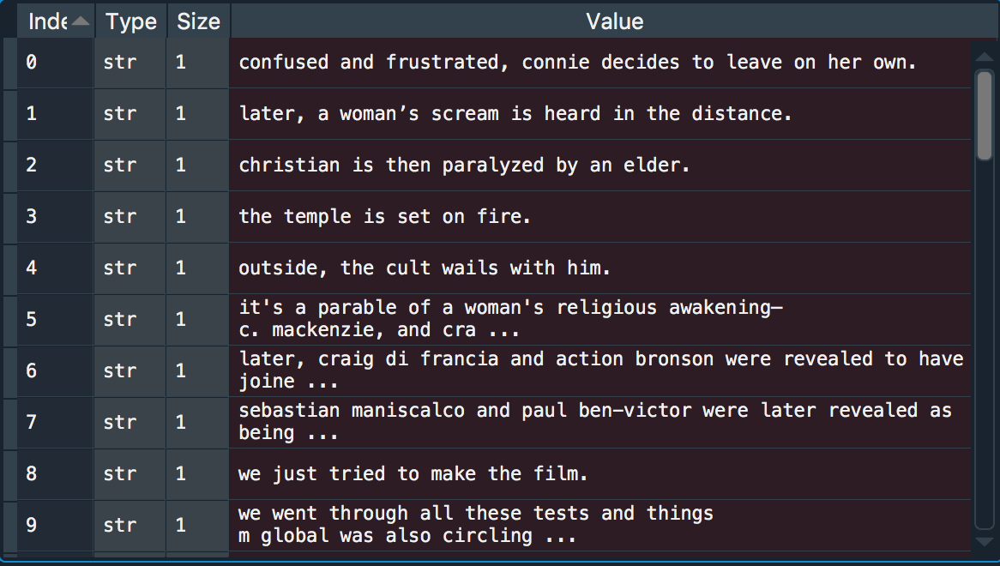 Inde Type Size Value
0 str 1 confused and frustrated, connie decides to leave on her own.
1 str 1 later, a woman’s scream is heard in the distance.
2 str 1 christian is then paralyzed by an elder.
3 str 1 the temple is set on fire.
4 str 1 outside, the cult wails with him.
5 str 1 it's a parable of a woman's religious awakening—
c. mackenzie, and cra ...
6 str 1 later, craig di francia and action bronson were revealed to have
joine ...
7 str 1 sebastian maniscalco and paul ben-victor were later revealed as
being ...
8 str 1 we just tried to make the film.
9 str 1 we went through all these tests and things
m global was also circling ...